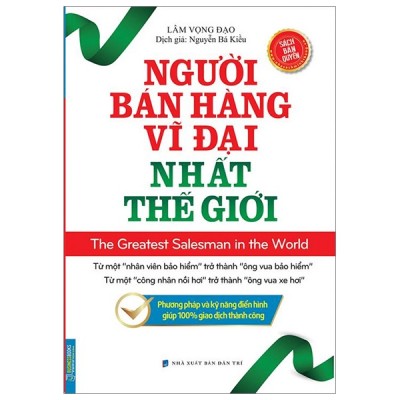 LÂM VỌNG ĐẠO
Dịch giả: Nguyễn Bá Kiều
SÁCH BẢN QUYỀN
NGƯỜI
BÁN HÀNG
VĨ ĐẠI
NHẤT
THẾ GIỚI
The Greatest Salesman in the World
Từ một "nhân viên bảo hiểm" trở thành "ông vua bảo hiểm"
Từ một "công nhân nồi hơi" trở thành "ông vua xe hơi"
Phương pháp và kỹ năng điển hình
giúp 100% giao dịch thành công
NHÀ XUẤT BẢN DÂN TRÍ